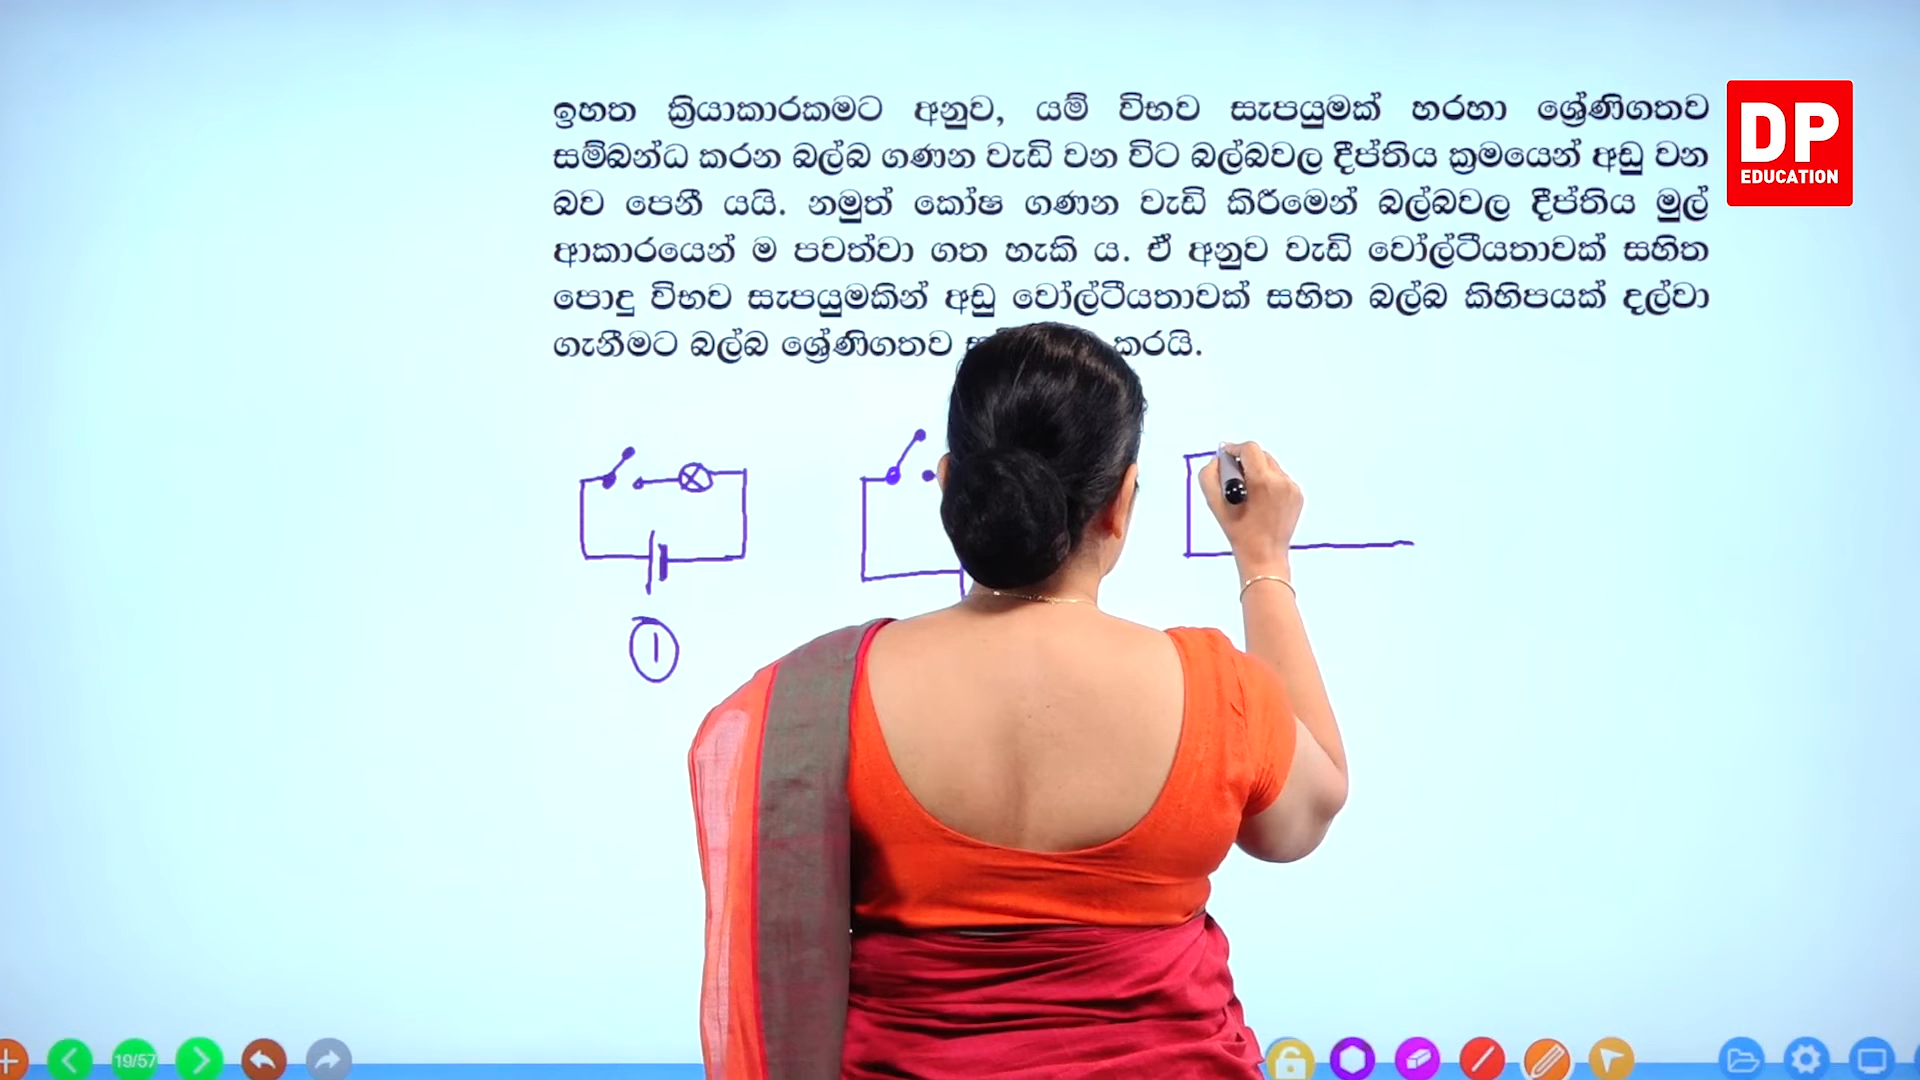 ඉහත ක්‍රියාකාරකමට අනුව, යම් විභව සැපයුමක් හරහා ශ්‍රේණිගතව
සම්බන්ධ කරන බල්බ ගණන වැඩි වන විට බල්බවල දීප්තිය ක්‍රමයෙන් අඩු වන
බව පෙනී යයි. නමුත් කෝෂ ගණන වැඩි කිරීමෙන් බල්බවල දීප්තිය මුල්
ආකාරයෙන් ම පවත්වා ගත හැකි ය. ඒ අනුව වැඩි වෝල්ටීයතාවක් සහිත
පොදු විභව සැපයුමකින් අඩු වෝල්ටීයතාවක් සහිත බල්බ කිහිපයක් දල්වා
ගැනීමට බල්බ ශ්‍රේණිගතව කරයි.
DP
EDUCATION
1
19/57